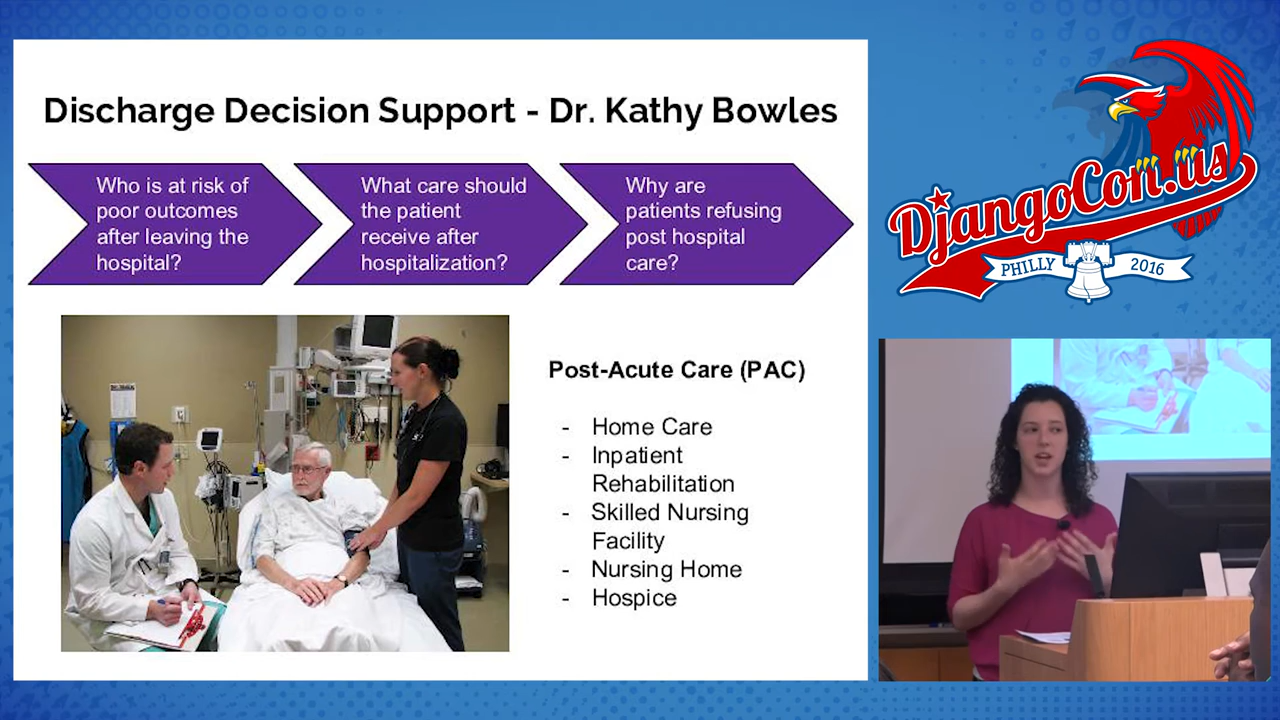 Discharge Decision Support - Dr. Kathy Bowles
Who is at risk of
poor outcomes
after leaving the
hospital?
What care should
the patient
receive after
hospitalization?
Why are
patients refusing
post hospital
care?
Post-Acute Care (PAC)
- Home Care
- Inpatient
Rehabilitation
- Skilled Nursing
Facility
- Nursing Home
- Hospice
DjangoCon.us
PHILLY 2016